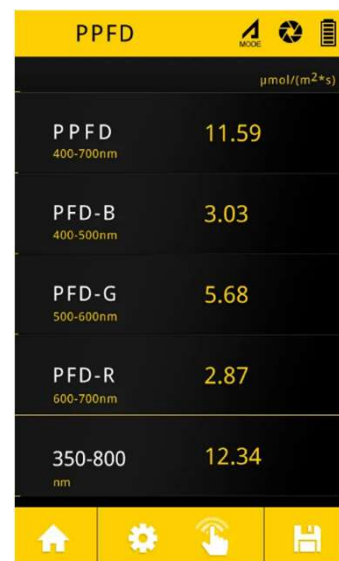 PPFD
MODE
μmol/(m²*s)
PPFD 11.59
400-700nm
PFD-B 3.03
400-500nm
PFD-G 5.68
500-600nm
PFD-R 2.87
600-700nm
350-800 12.34
nm